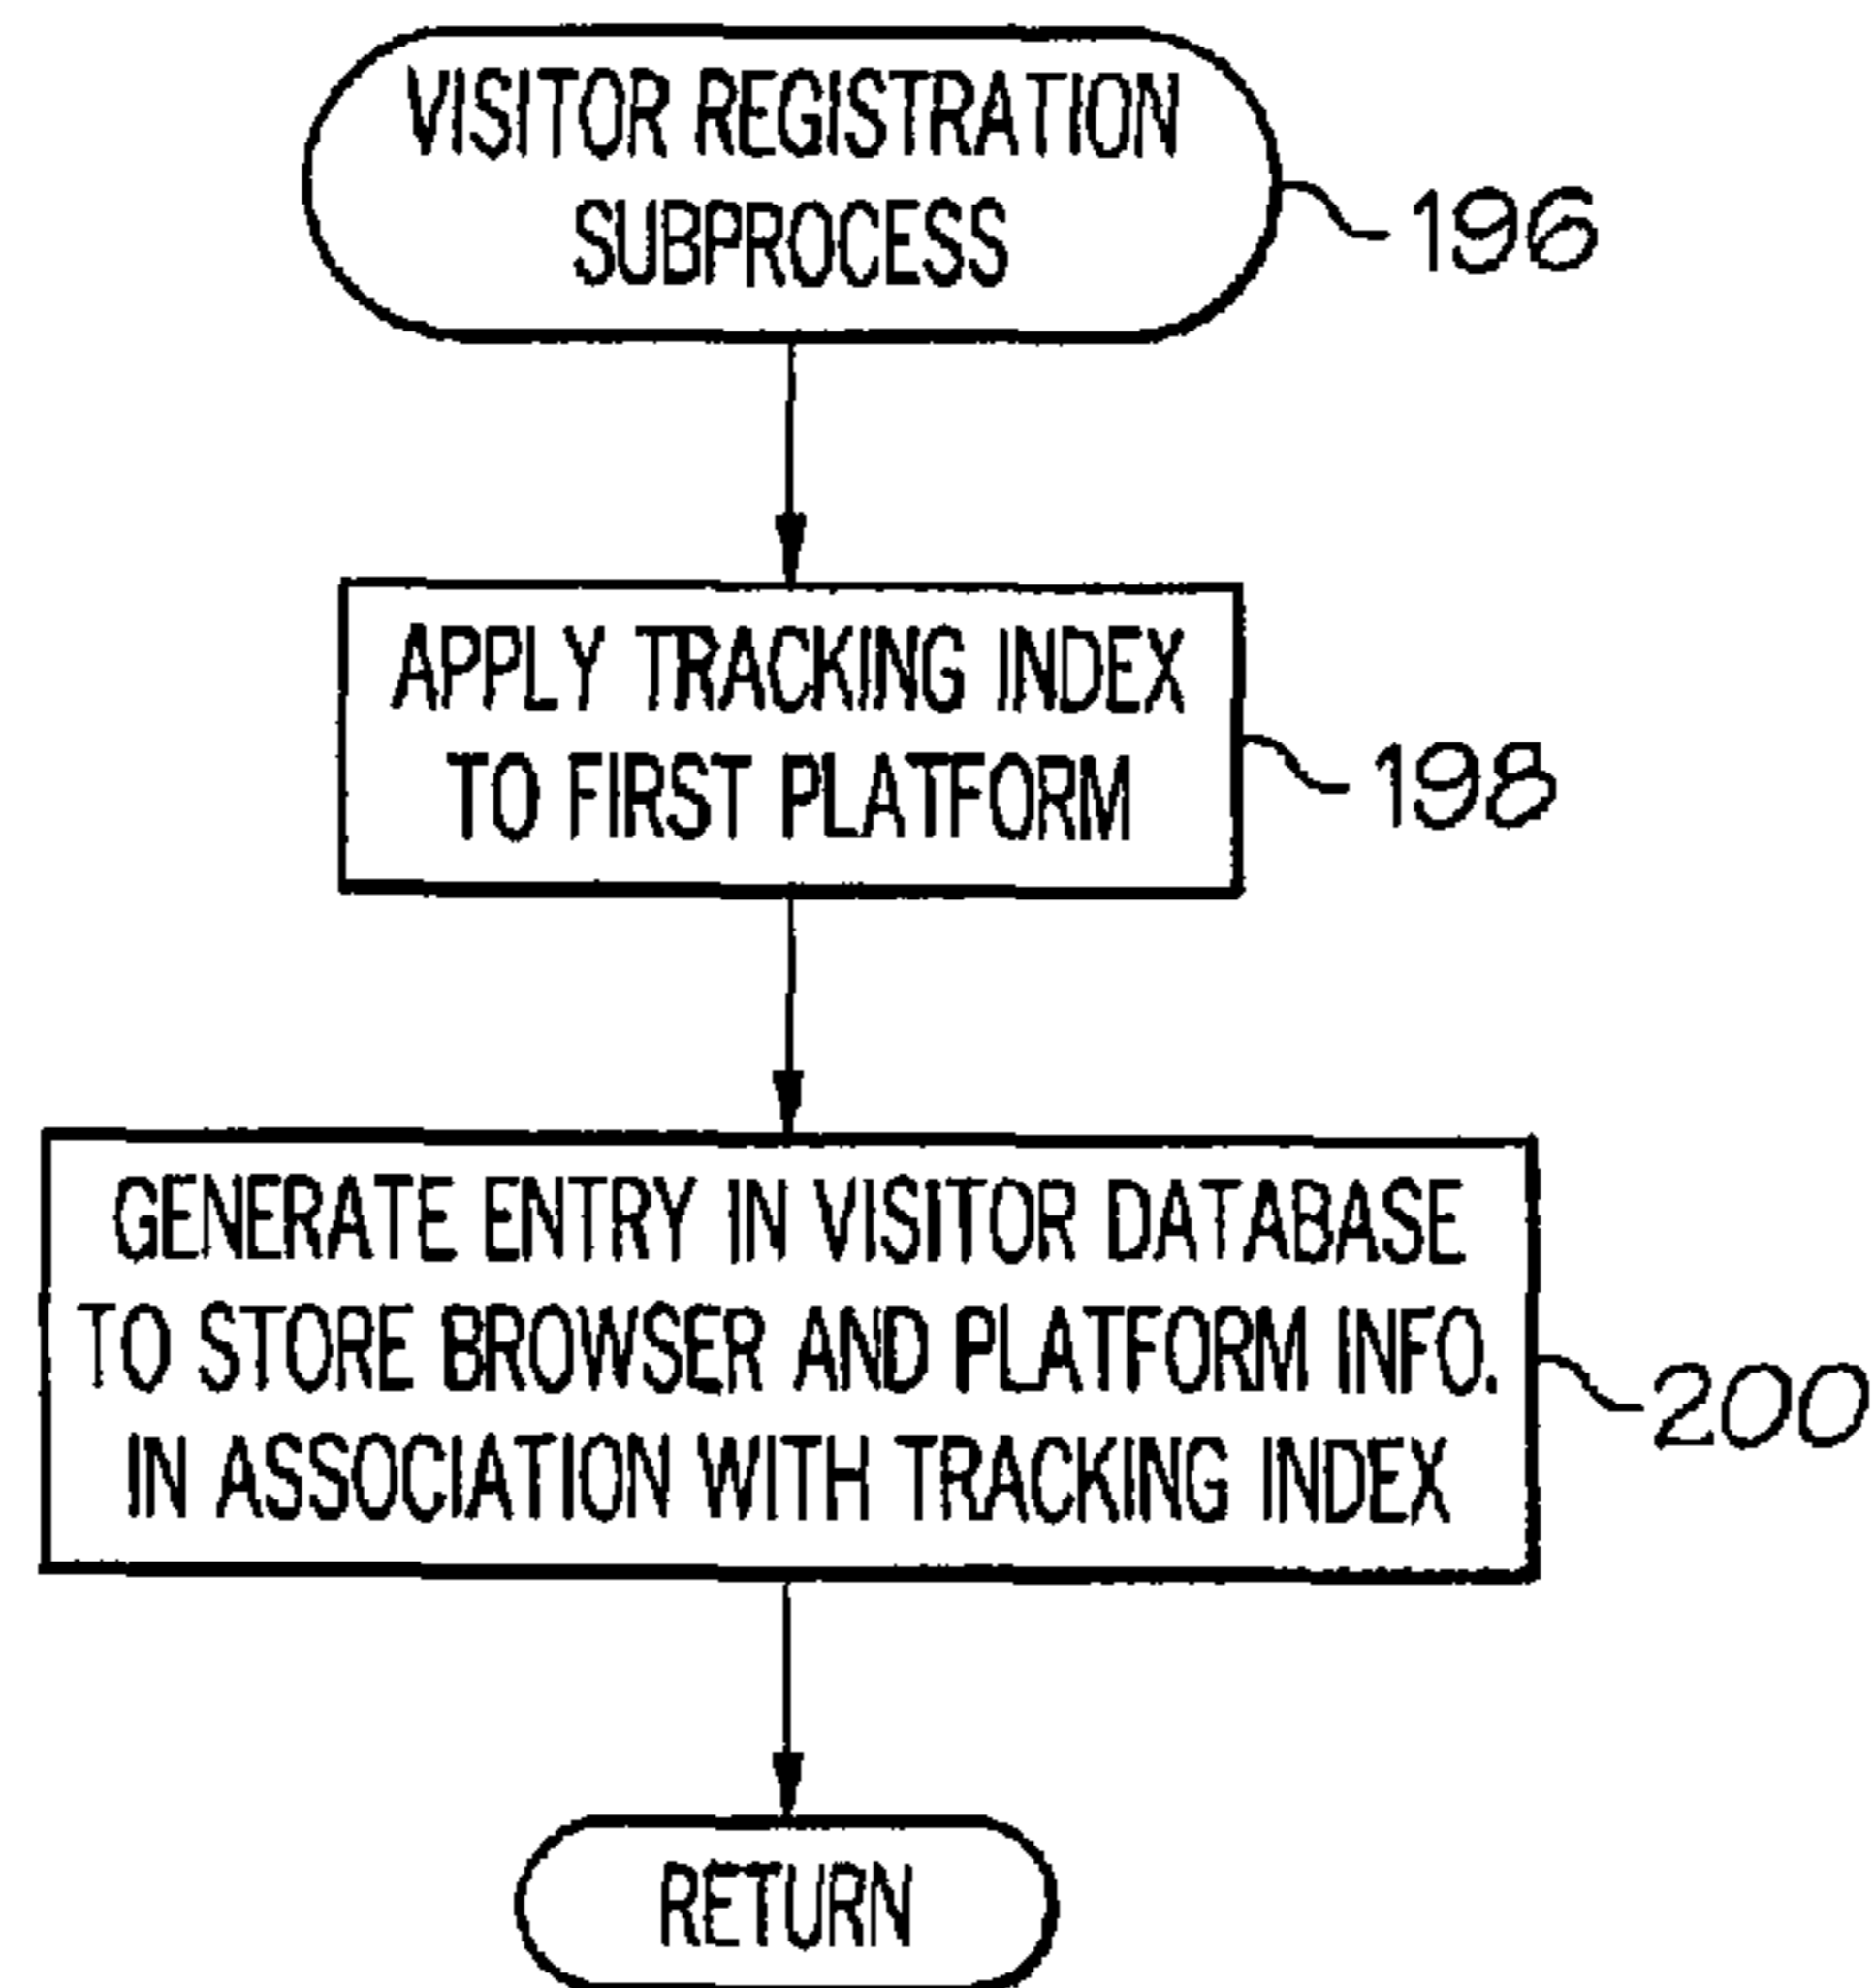 VISITOR REGISTRATION
SUBPROCESS
196
APPLY TRACKING INDEX
TO FIRST PLATFORM
198
GENERATE ENTRY IN VISITOR DATABASE
TO STORE BROWSER AND PLATFORM INFO.
IN ASSOCIATION WITH TRACKING INDEX
200
RETURN